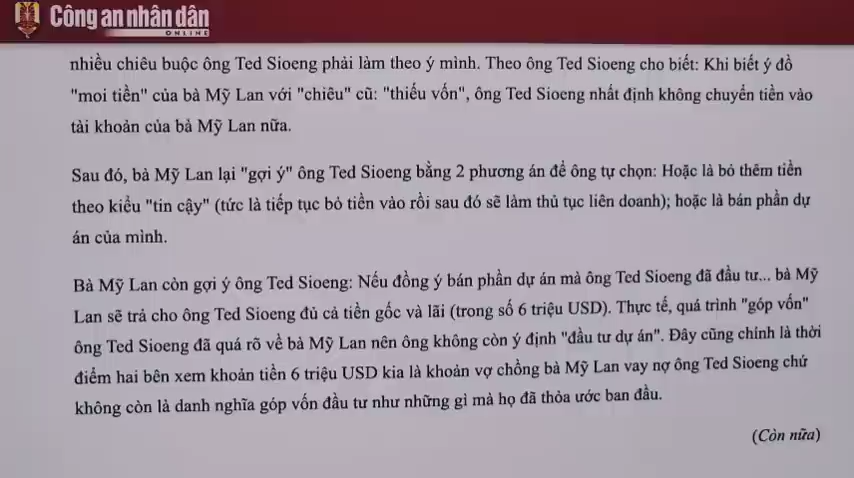 Công an nhân dân
ONLINE
nhiều chiêu buộc ông Ted Sioeng phải làm theo ý mình. Theo ông Ted Sioeng cho biết: Khi biết ý đồ
"moi tiền" của bà Mỹ Lan với "chiêu" cũ: "thiếu vốn", ông Ted Sioeng nhất định không chuyển tiền vào
tài khoản của bà Mỹ Lan nữa.
Sau đó, bà Mỹ Lan lại "gợi ý" ông Ted Sioeng bằng 2 phương án để ông tự chọn: Hoặc là bỏ thêm tiền
theo kiểu "tin cậy" (tức là tiếp tục bỏ tiền vào rồi sau đó sẽ làm thủ tục liên doanh); hoặc là bán phần dự
án của mình.
Bà Mỹ Lan còn gợi ý ông Ted Sioeng: Nếu đồng ý bán phần dự án mà ông Ted Sioeng đã đầu tư... bà Mỹ
Lan sẽ trả cho ông Ted Sioeng đủ cả tiền gốc và lãi (trong số 6 triệu USD). Thực tế, quá trình "góp vốn"
ông Ted Sioeng đã quá rõ về bà Mỹ Lan nên ông không còn ý định "đầu tư dự án". Đây cũng chính là thời
điểm hai bên xem khoản tiền 6 triệu USD kia là khoản vợ chồng bà Mỹ Lan vay nợ ông Ted Sioeng chứ
không còn là danh nghĩa góp vốn đầu tư như những gì mà họ đã thỏa ước ban đầu.
(Còn nữa)